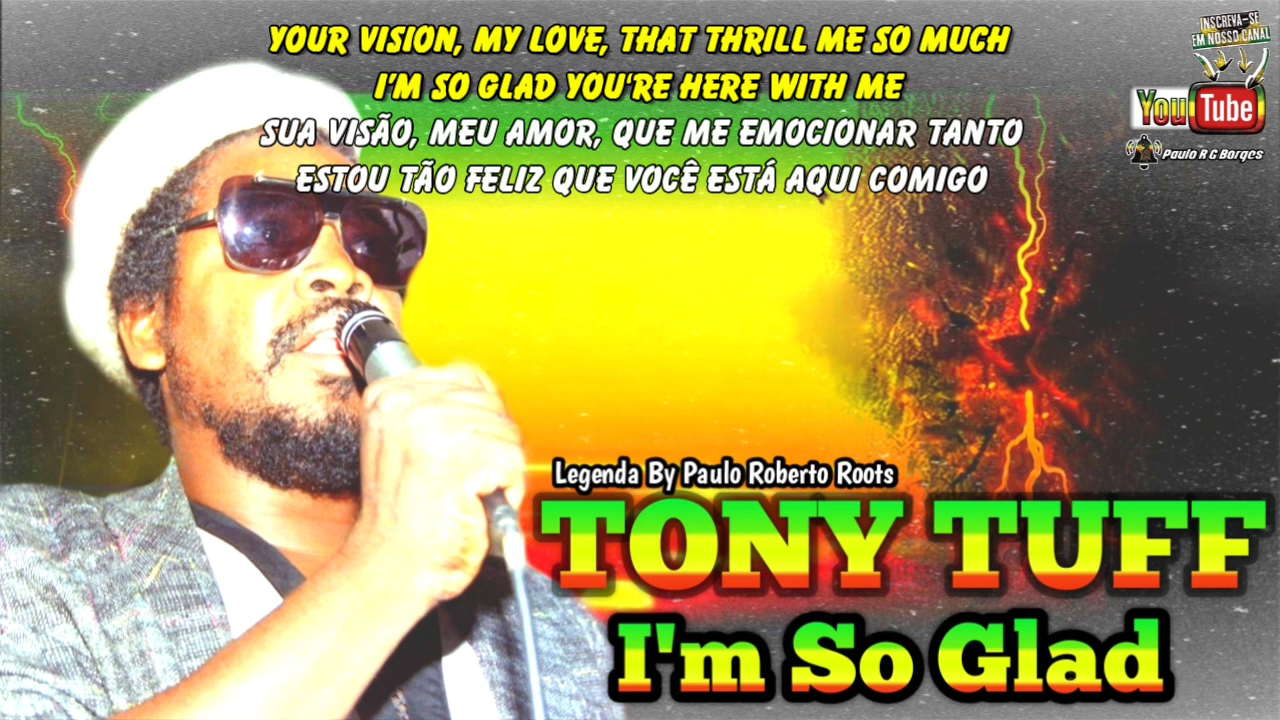 YOUR VISION, MY LOVE, THAT THRILL ME SO MUCH
I'M SO GLAD YOU'RE HERE WITH ME
SUA VISÃO, MEU AMOR, QUE ME EMOCIONAR TANTO
ESTOU TÃO FELIZ QUE VOCÊ ESTÁ AQUI COMIGO
INSCREVA-SE
EM NOSSO CANAL
YouTube
Paulo R G Borges
Legenda By Paulo Roberto Roots
TONY TUFF
I'm So Glad